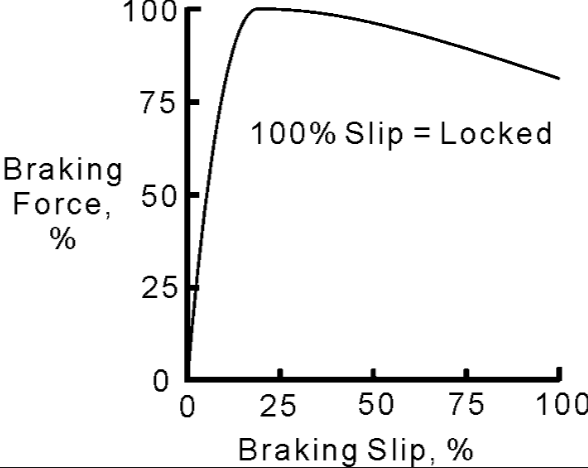 100
75
100% Slip = Locked
Braking
Force,
%
50
25
0
0 25 50 75 100
Braking Slip, %